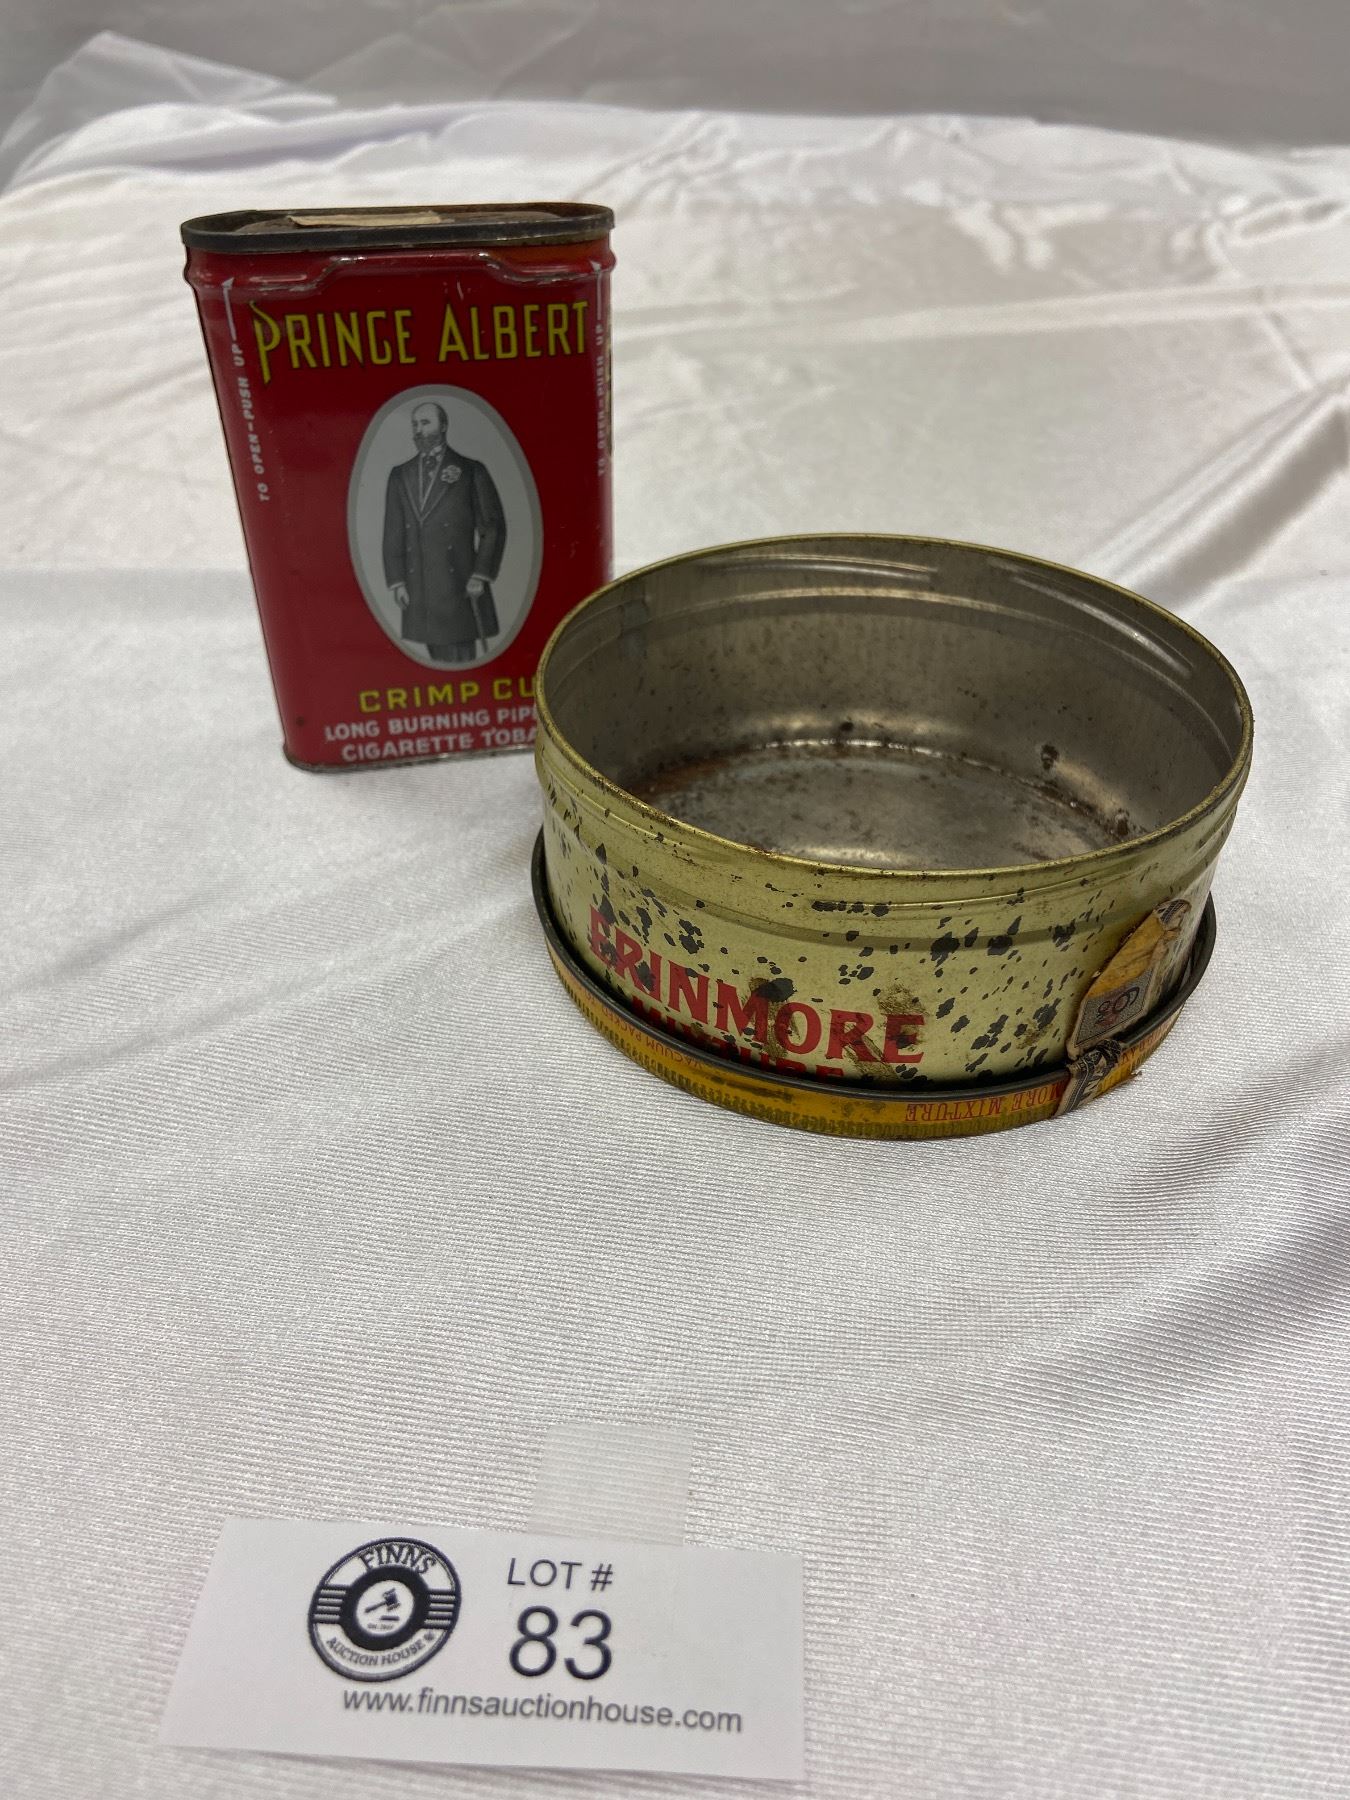 PRINCE ALBERT
TO OPEN-PUSH UP
TO OPEN-PUSH UP
CRIMP CU
LONG BURNING PIP
CIGARETTE TOBA
ERINMORE
MIXTURE
VACUUM PACKED
MORE MIXTURE
FINNS
AUCTION HOUSE
LOT #
83
www.finnsauctionhouse.com